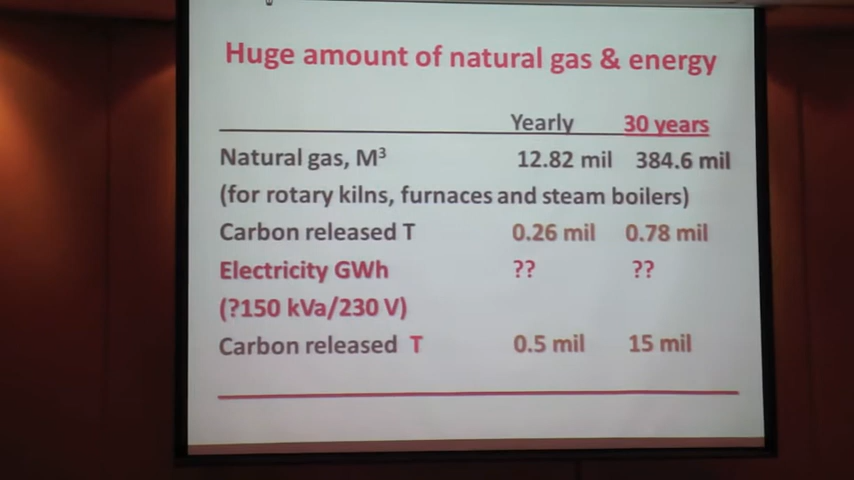 Huge amount of natural gas & energy
Yearly 30 years
Natural gas, M³ 12.82 mil 384.6 mil
(for rotary kilns, furnaces and steam boilers)
Carbon released T 0.26 mil 0.78 mil
Electricity GWh ?? ??
(?150 kVa/230 V)
Carbon released T 0.5 mil 15 mil